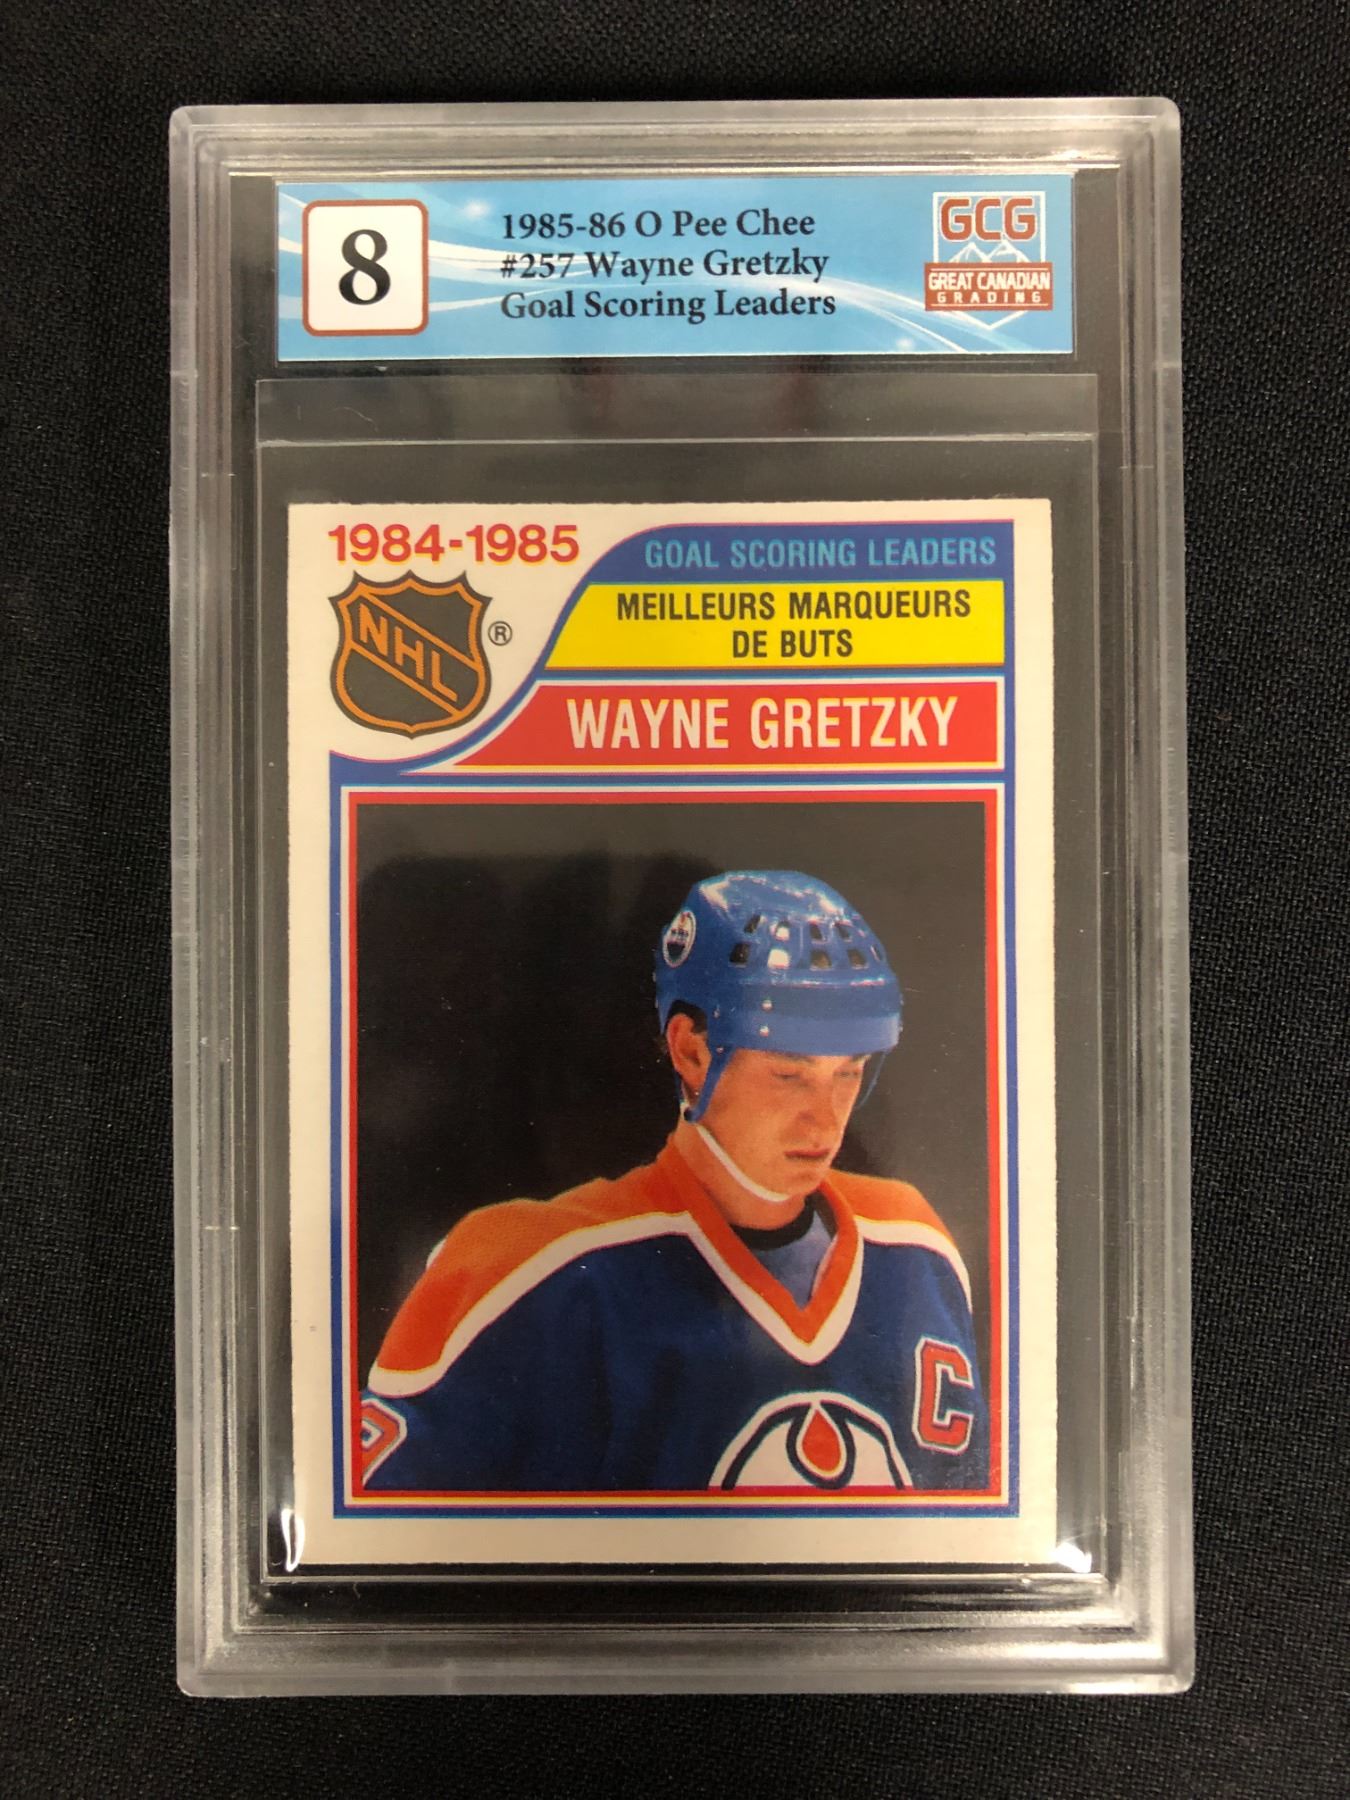 8
1985-86 O Pee Chee
#257 Wayne Gretzky
Goal Scoring Leaders
GCG
GREAT CANADIAN
GRADING
1984-1985
NHL
®
GOAL SCORING LEADERS
MEILLEURS MARQUEURS
DE BUTS
WAYNE GRETZKY
C